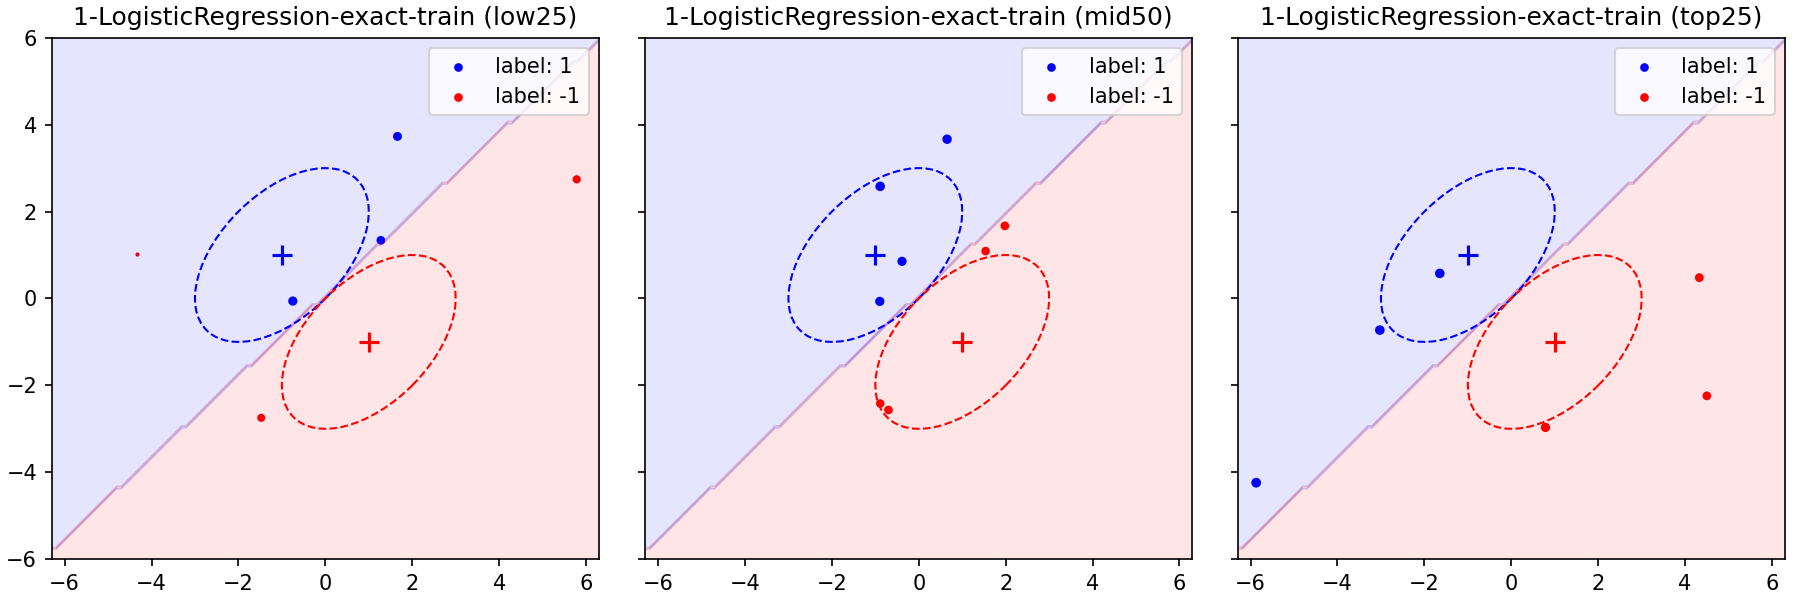 1-LogisticRegression-exact-train (low25)
1-LogisticRegression-exact-train (mid50)
1-LogisticRegression-exact-train (top25)
label: 1
label: -1
label: 1
label: -1
label: 1
label: -1
6
4
2
0
−2
−4
−6
−6 −4 −2 0 2 4 6
−6 −4 −2 0 2 4 6
−6 −4 −2 0 2 4 6